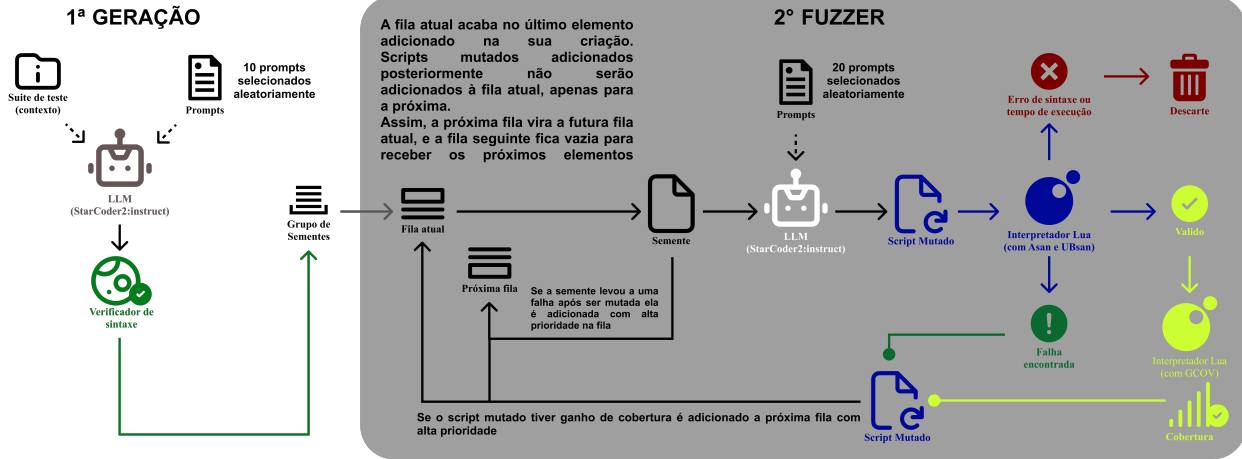 1ª GERAÇÃO
Suite de teste
(contexto)
Prompts
10 prompts
selecionados
aleatoriamente
LLM
(StarCoder2:instruct)
Verificador de
sintaxe
Grupo de
Sementes
2° FUZZER
A fila atual acaba no último elemento
adicionado na sua criação.
Scripts mutados adicionados
posteriormente não serão
adicionados à fila atual, apenas para
a próxima.
Assim, a próxima fila vira a futura fila
atual, e a fila seguinte fica vazia para
receber os próximos elementos
Prompts
20 prompts
selecionados
aleatoriamente
Erro de sintaxe ou
tempo de execução
Descarte
Fila atual
Semente
LLM
(StarCoder2:instruct)
Script Mutado
Interpretador Lua
(com Asan e UBsan)
Valido
Próxima fila
Se a semente levou a uma
falha após ser mutada ela
é adicionada com alta
prioridade na fila
Falha
encontrada
Interpretador Lua
(com GCOV)
Se o script mutado tiver ganho de cobertura é adicionado a próxima fila com
alta prioridade
Script Mutado
Cobertura